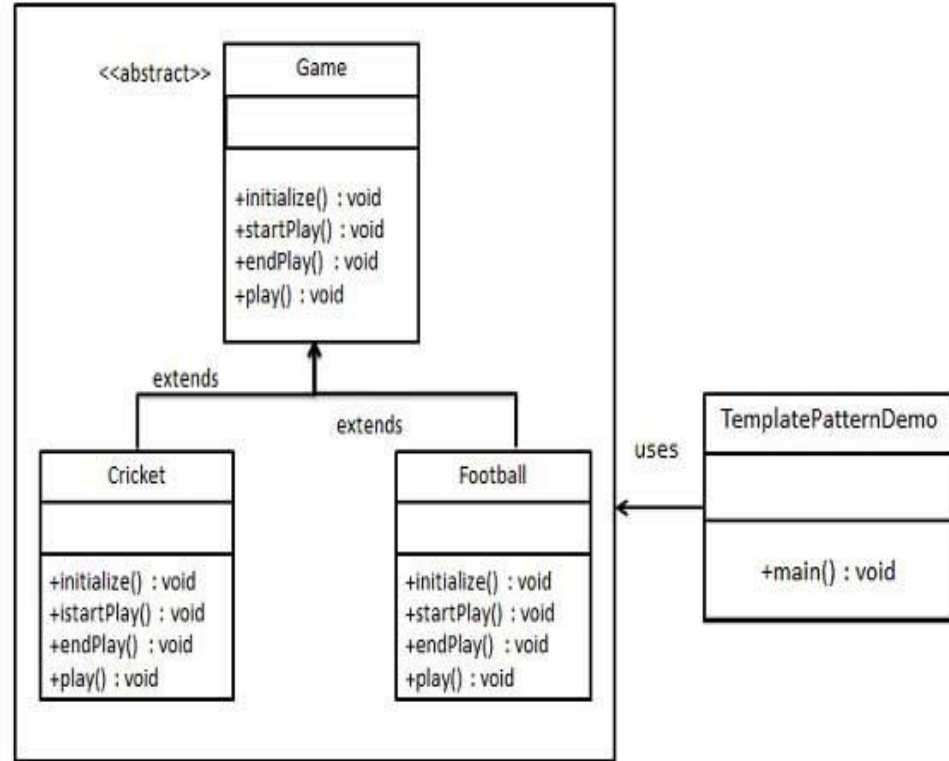 <<abstract>>
Game
+initialize() : void
+startPlay() : void
+endPlay() : void
+play() : void
extends
extends
Cricket
+initialize() : void
+istartPlay() : void
+endPlay() : void
+play() : void
Football
+initialize() : void
+startPlay() : void
+endPlay() : void
+play() : void
uses
TemplatePatternDemo
+main() : void